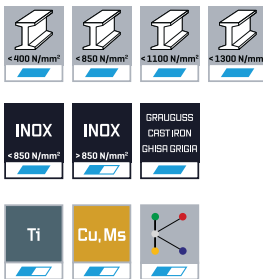 <400 N/mm²
<850 N/mm²
<1100 N/mm²
<1300 N/mm²
INOX
<850 N/mm²
INOX
>850 N/mm²
GRAUGUSS
CAST IRON
GHISA GRIGIA
Ti
Cu, Ms